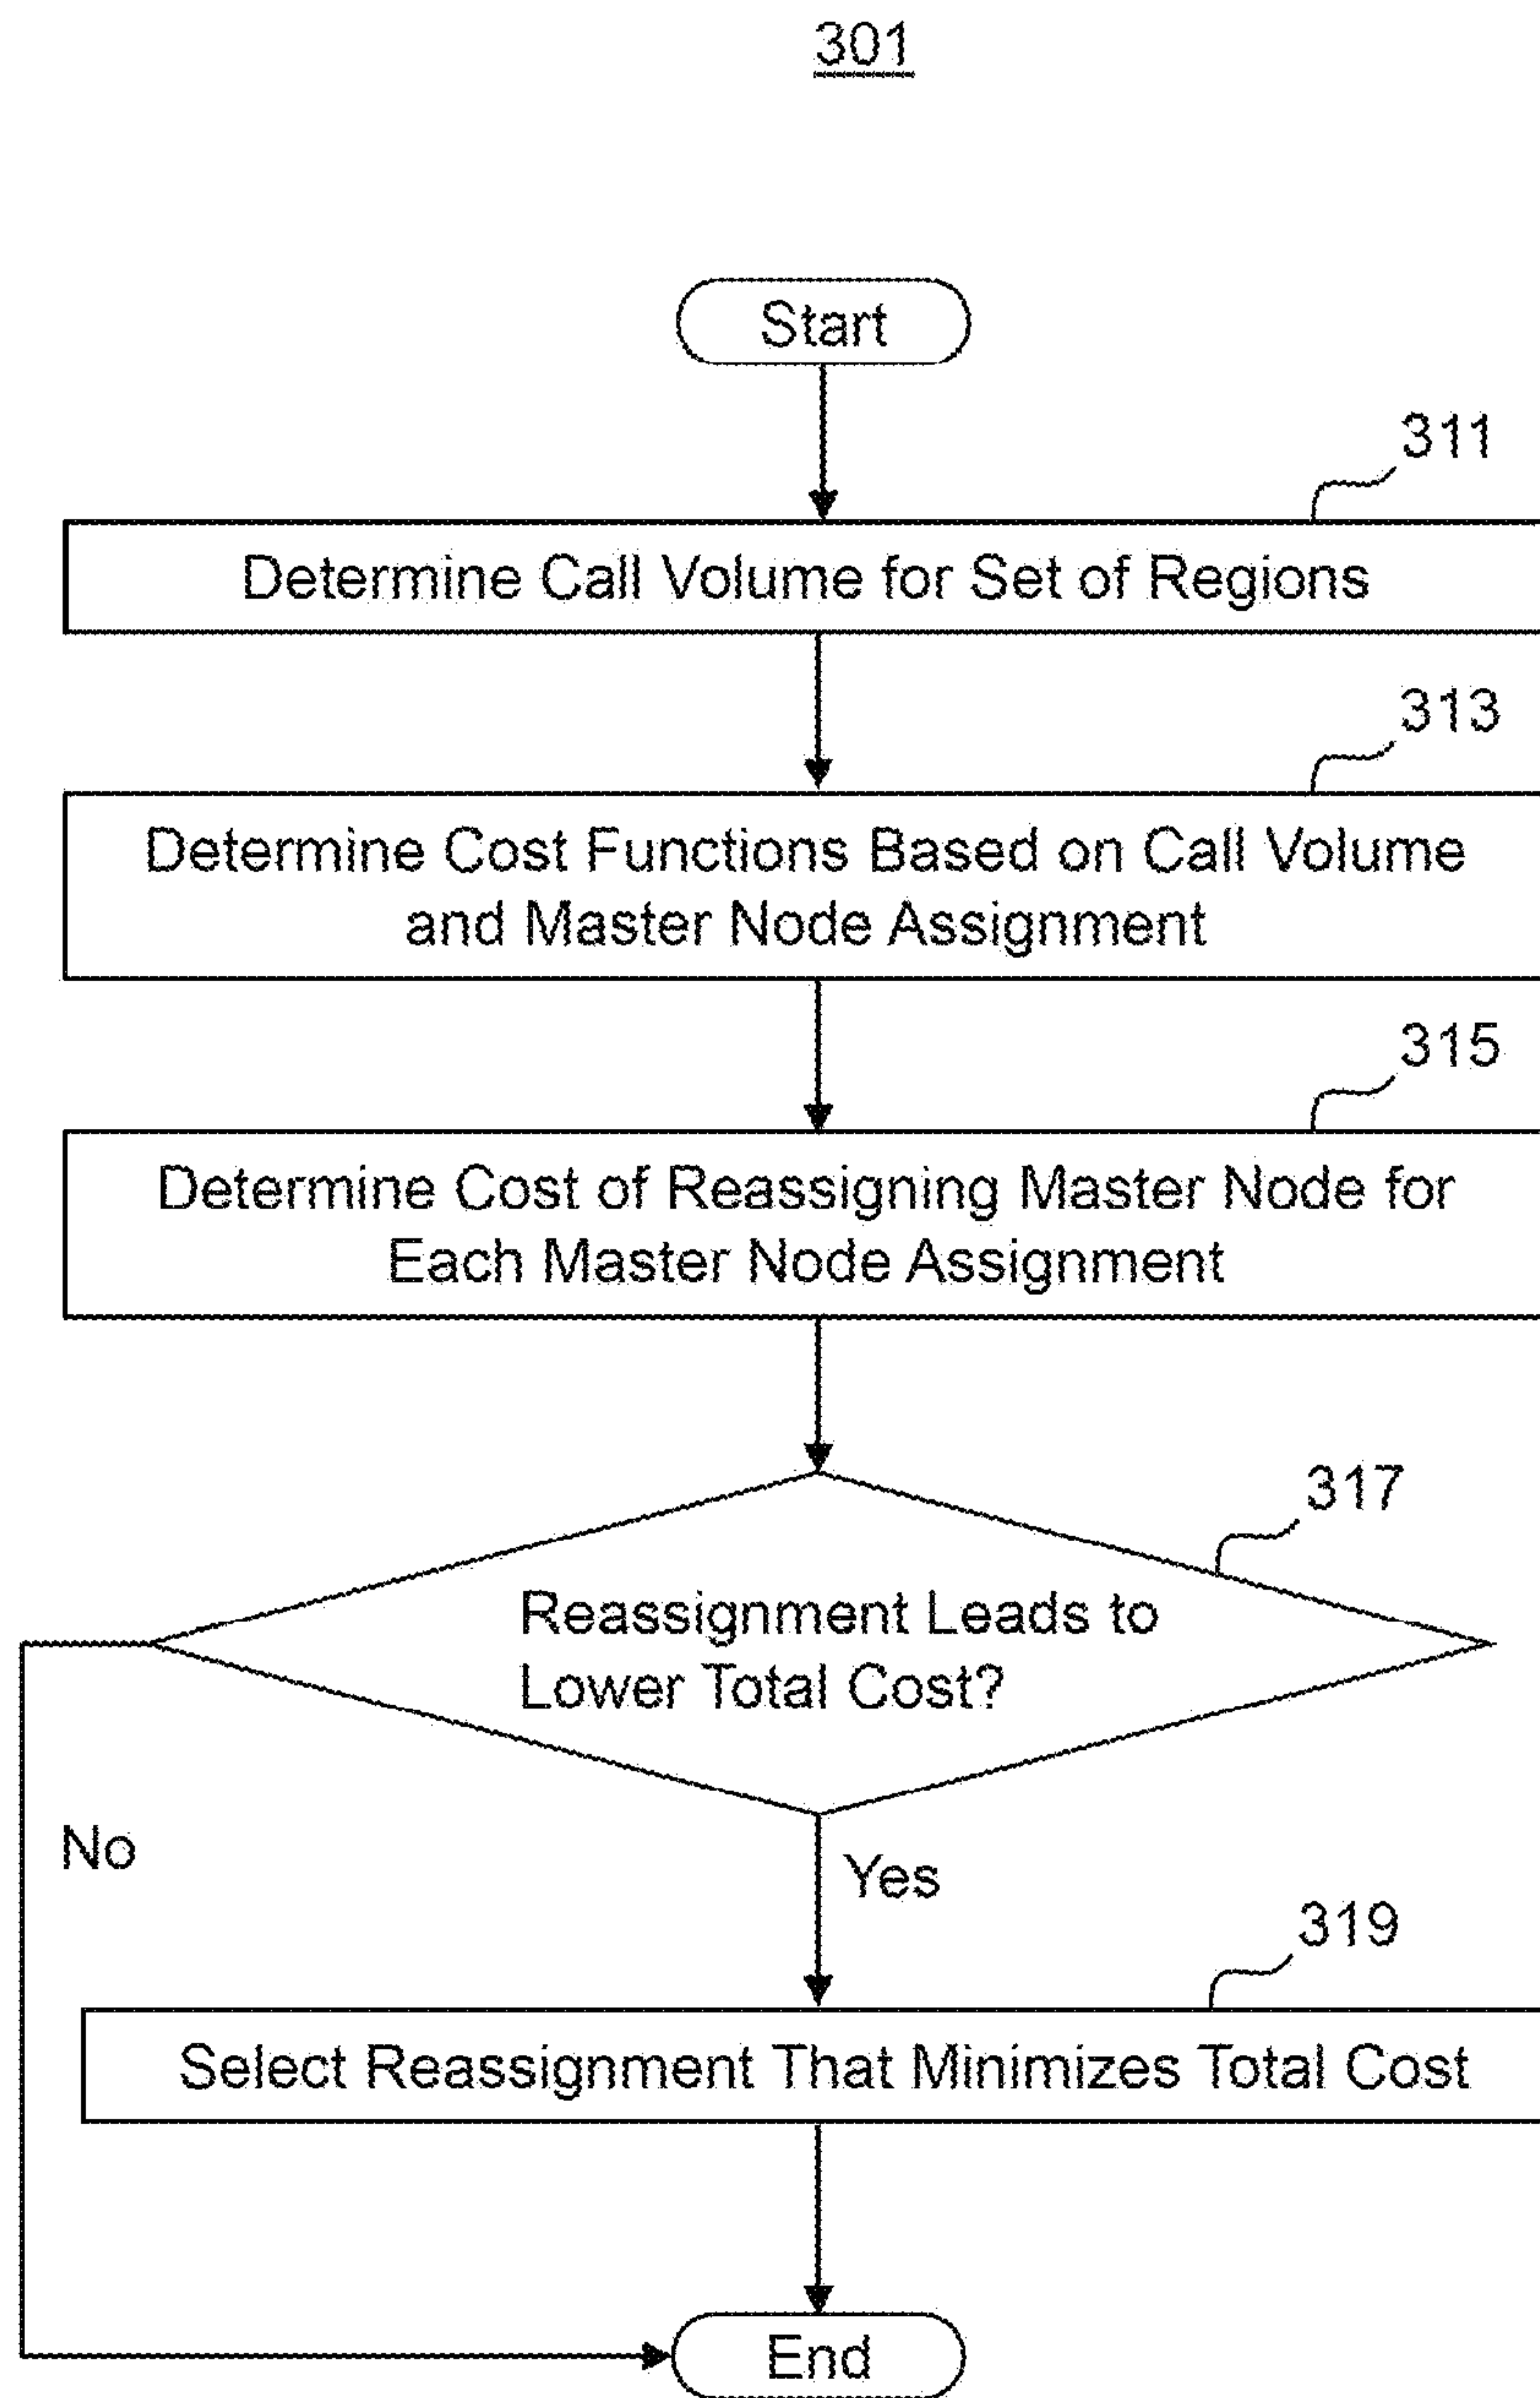 301
Start
311
Determine Call Volume for Set of Regions
313
Determine Cost Functions Based on Call Volume
and Master Node Assignment
315
Determine Cost of Reassigning Master Node for
Each Master Node Assignment
317
Reassignment Leads to
Lower Total Cost?
No
Yes
319
Select Reassignment That Minimizes Total Cost
End